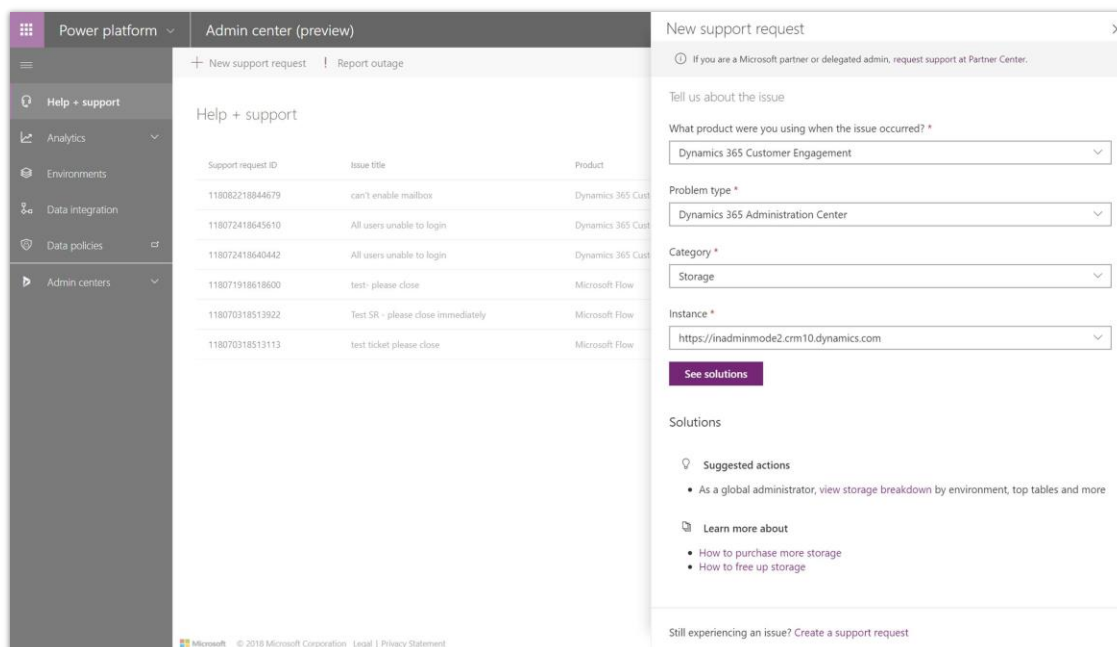 Power platform
Admin center (preview)
New support request
New support request
Report outage
If you are a Microsoft partner or delegated admin, request support at Partner Center.
Help + support
Analytics
Environments
Data integration
Data policies
Admin centers
Help + support
Support request ID Issue title Product
118082218844679 can't enable mailbox Dynamics 365 Cust
118072418645610 All users unable to login Dynamics 365 Cust
118072418640442 All users unable to login Dynamics 365 Cust
118071918618600 test- please close Microsoft Flow
118070318513922 Test SR - please close immediately Microsoft Flow
118070318513113 test ticket please close Microsoft Flow
Tell us about the issue
What product were you using when the issue occurred? *
Dynamics 365 Customer Engagement
Problem type *
Dynamics 365 Administration Center
Category *
Storage
Instance *
https://inadminmode2.crm10.dynamics.com
See solutions
Solutions
Suggested actions
• As a global administrator, view storage breakdown by environment, top tables and more
Learn more about
• How to purchase more storage
• How to free up storage
Still experiencing an issue? Create a support request
Microsoft © 2018 Microsoft Corporation Legal | Privacy Statement